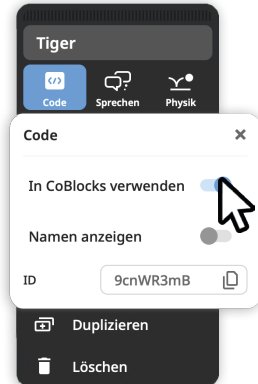 Tiger
Code Sprechen Physik
Code
In CoBlocks verwenden
Namen anzeigen
ID 9cnWR3mB
Duplizieren
Löschen